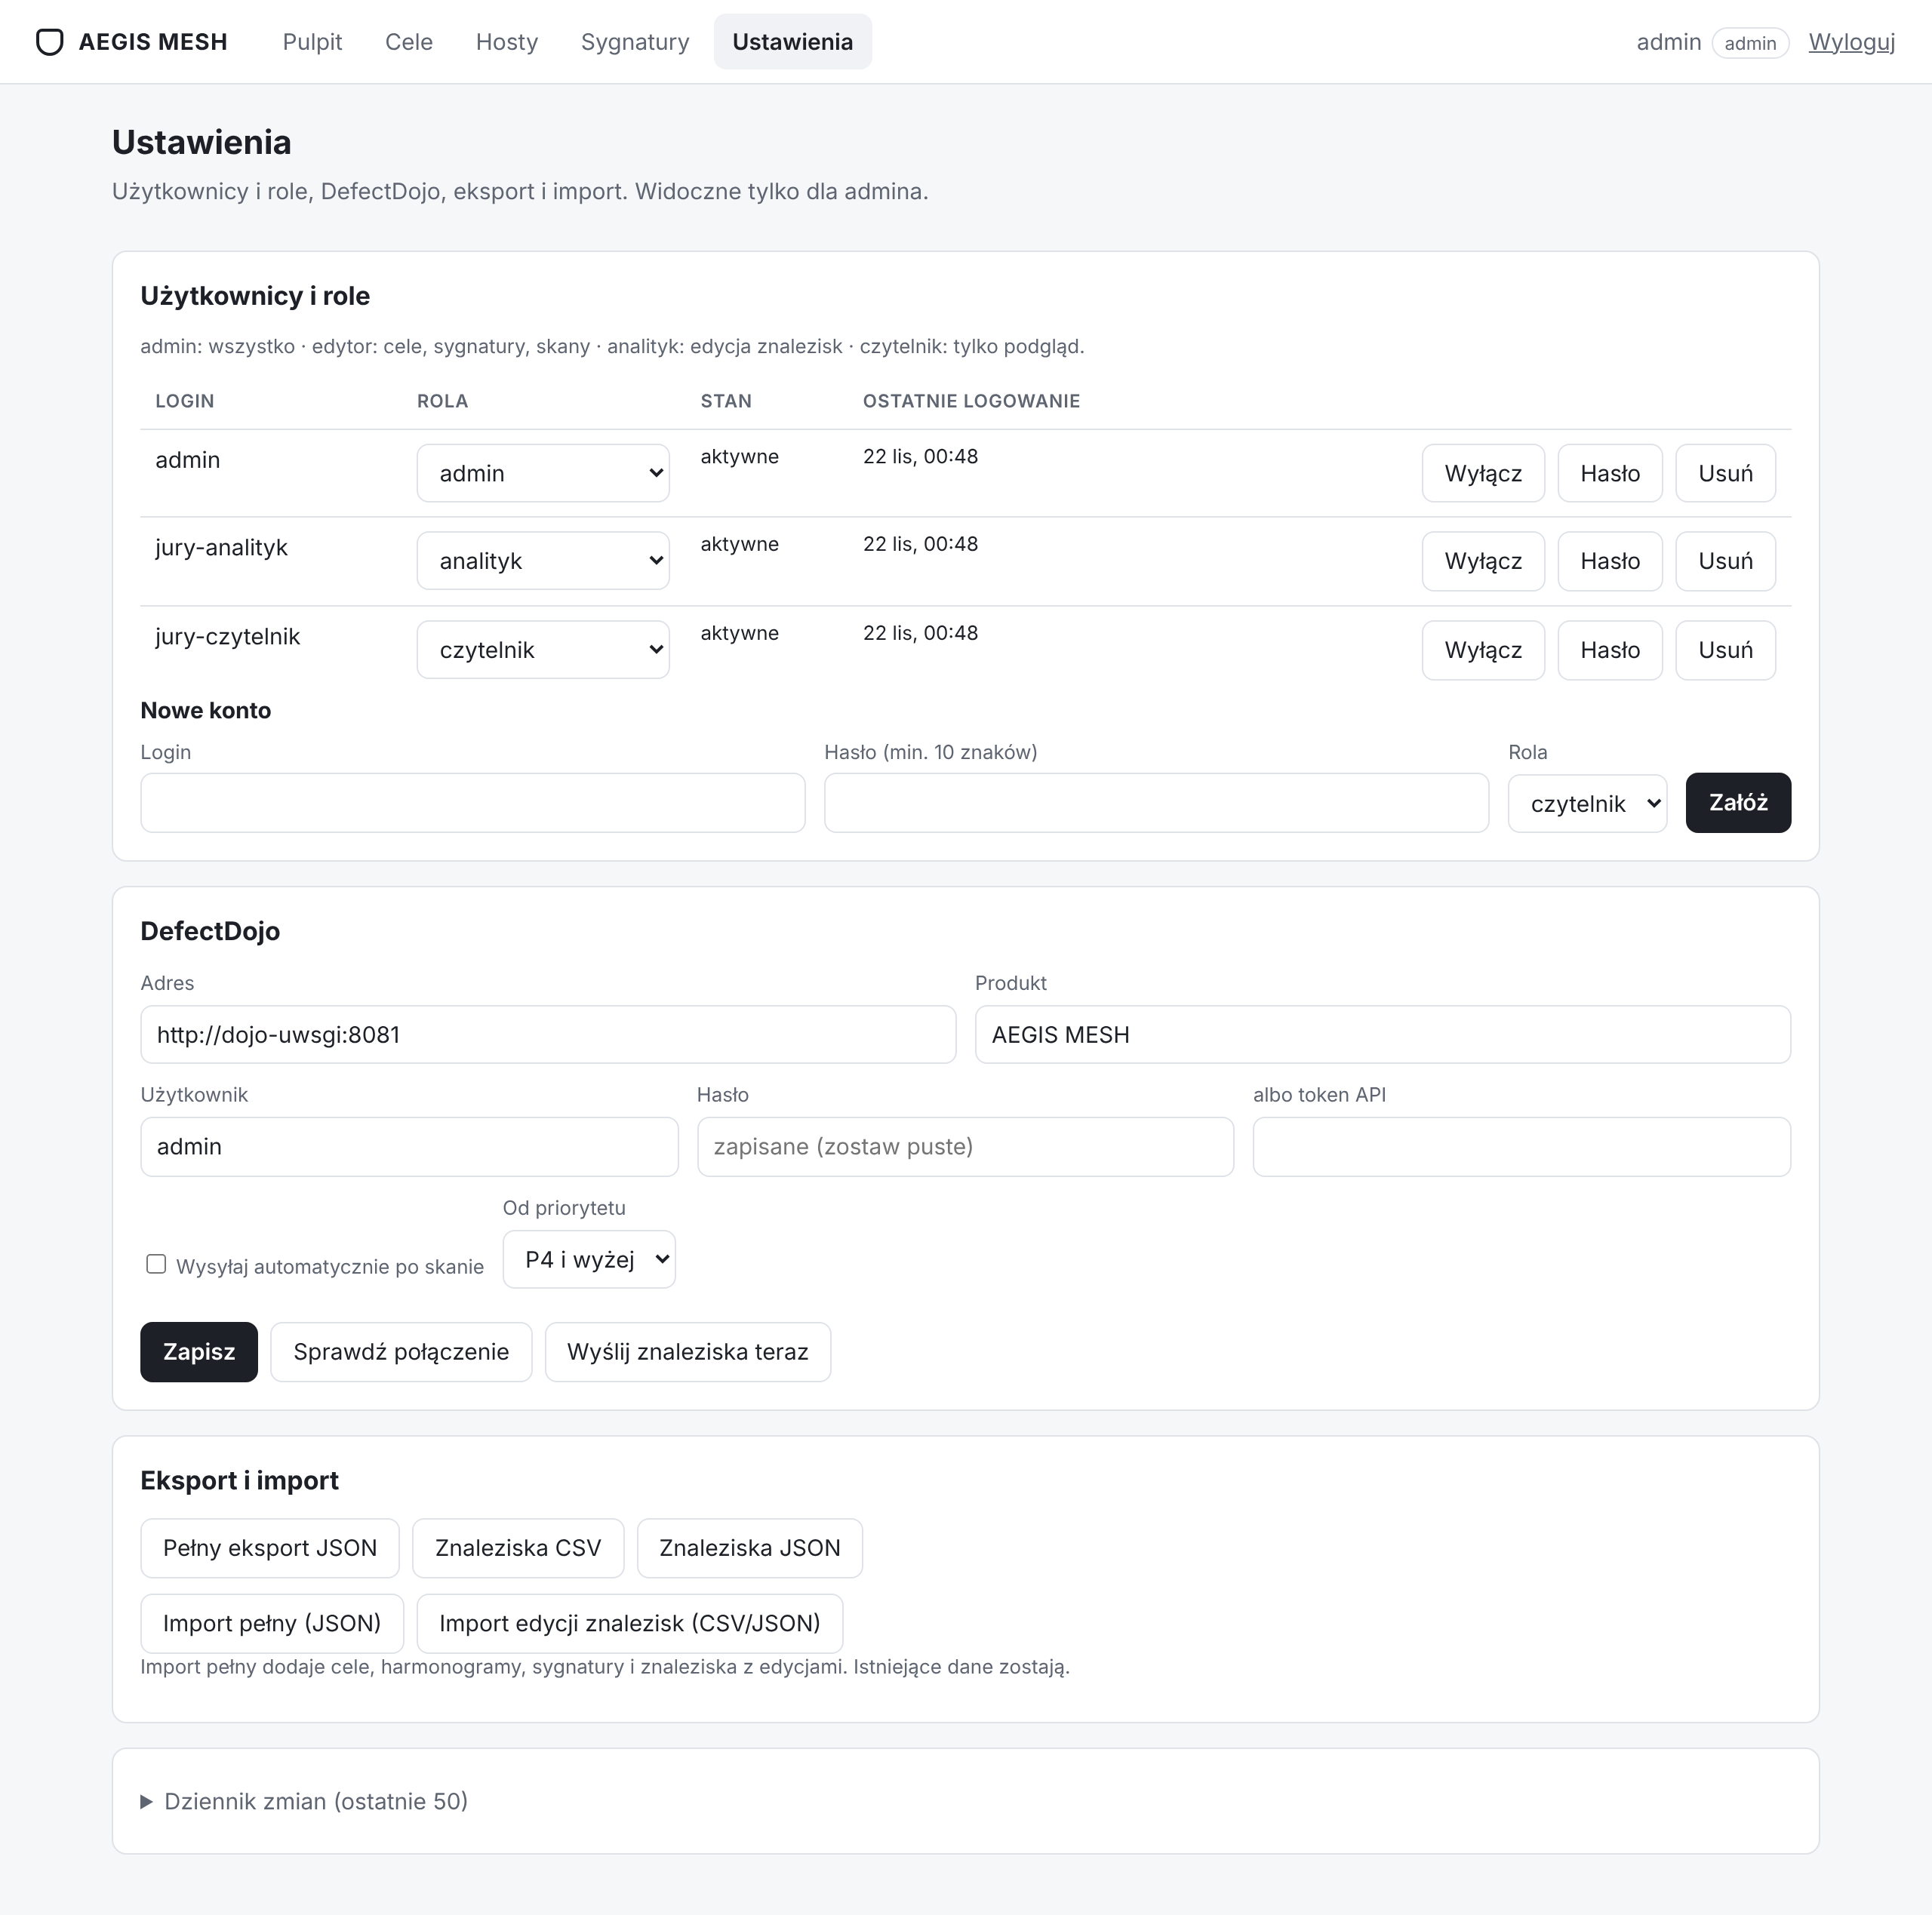 AEGIS MESH Pulpit Cele Hosty Sygnatury Ustawienia admin admin Wyloguj
Ustawienia
Użytkownicy i role, DefectDojo, eksport i import. Widoczne tylko dla admina.
Użytkownicy i role
admin: wszystko · edytor: cele, sygnatury, skany · analityk: edycja znalezisk · czytelnik: tylko podgląd.
LOGIN ROLA STAN OSTATNIE LOGOWANIE
admin admin aktywne 22 lis, 00:48 Wyłącz Hasło Usuń
jury-analityk analityk aktywne 22 lis, 00:48 Wyłącz Hasło Usuń
jury-czytelnik czytelnik aktywne 22 lis, 00:48 Wyłącz Hasło Usuń
Nowe konto
Login Hasło (min. 10 znaków) Rola
czytelnik Załóż
DefectDojo
Adres Produkt
http://dojo-uwsgi:8081 AEGIS MESH
Użytkownik Hasło albo token API
admin zapisane (zostaw puste)
Od priorytetu
Wysyłaj automatycznie po skanie P4 i wyżej
Zapisz Sprawdź połączenie Wyślij znaleziska teraz
Eksport i import
Pełny eksport JSON Znaleziska CSV Znaleziska JSON
Import pełny (JSON) Import edycji znalezisk (CSV/JSON)
Import pełny dodaje cele, harmonogramy, sygnatury i znaleziska z edycjami. Istniejące dane zostają.
Dziennik zmian (ostatnie 50)